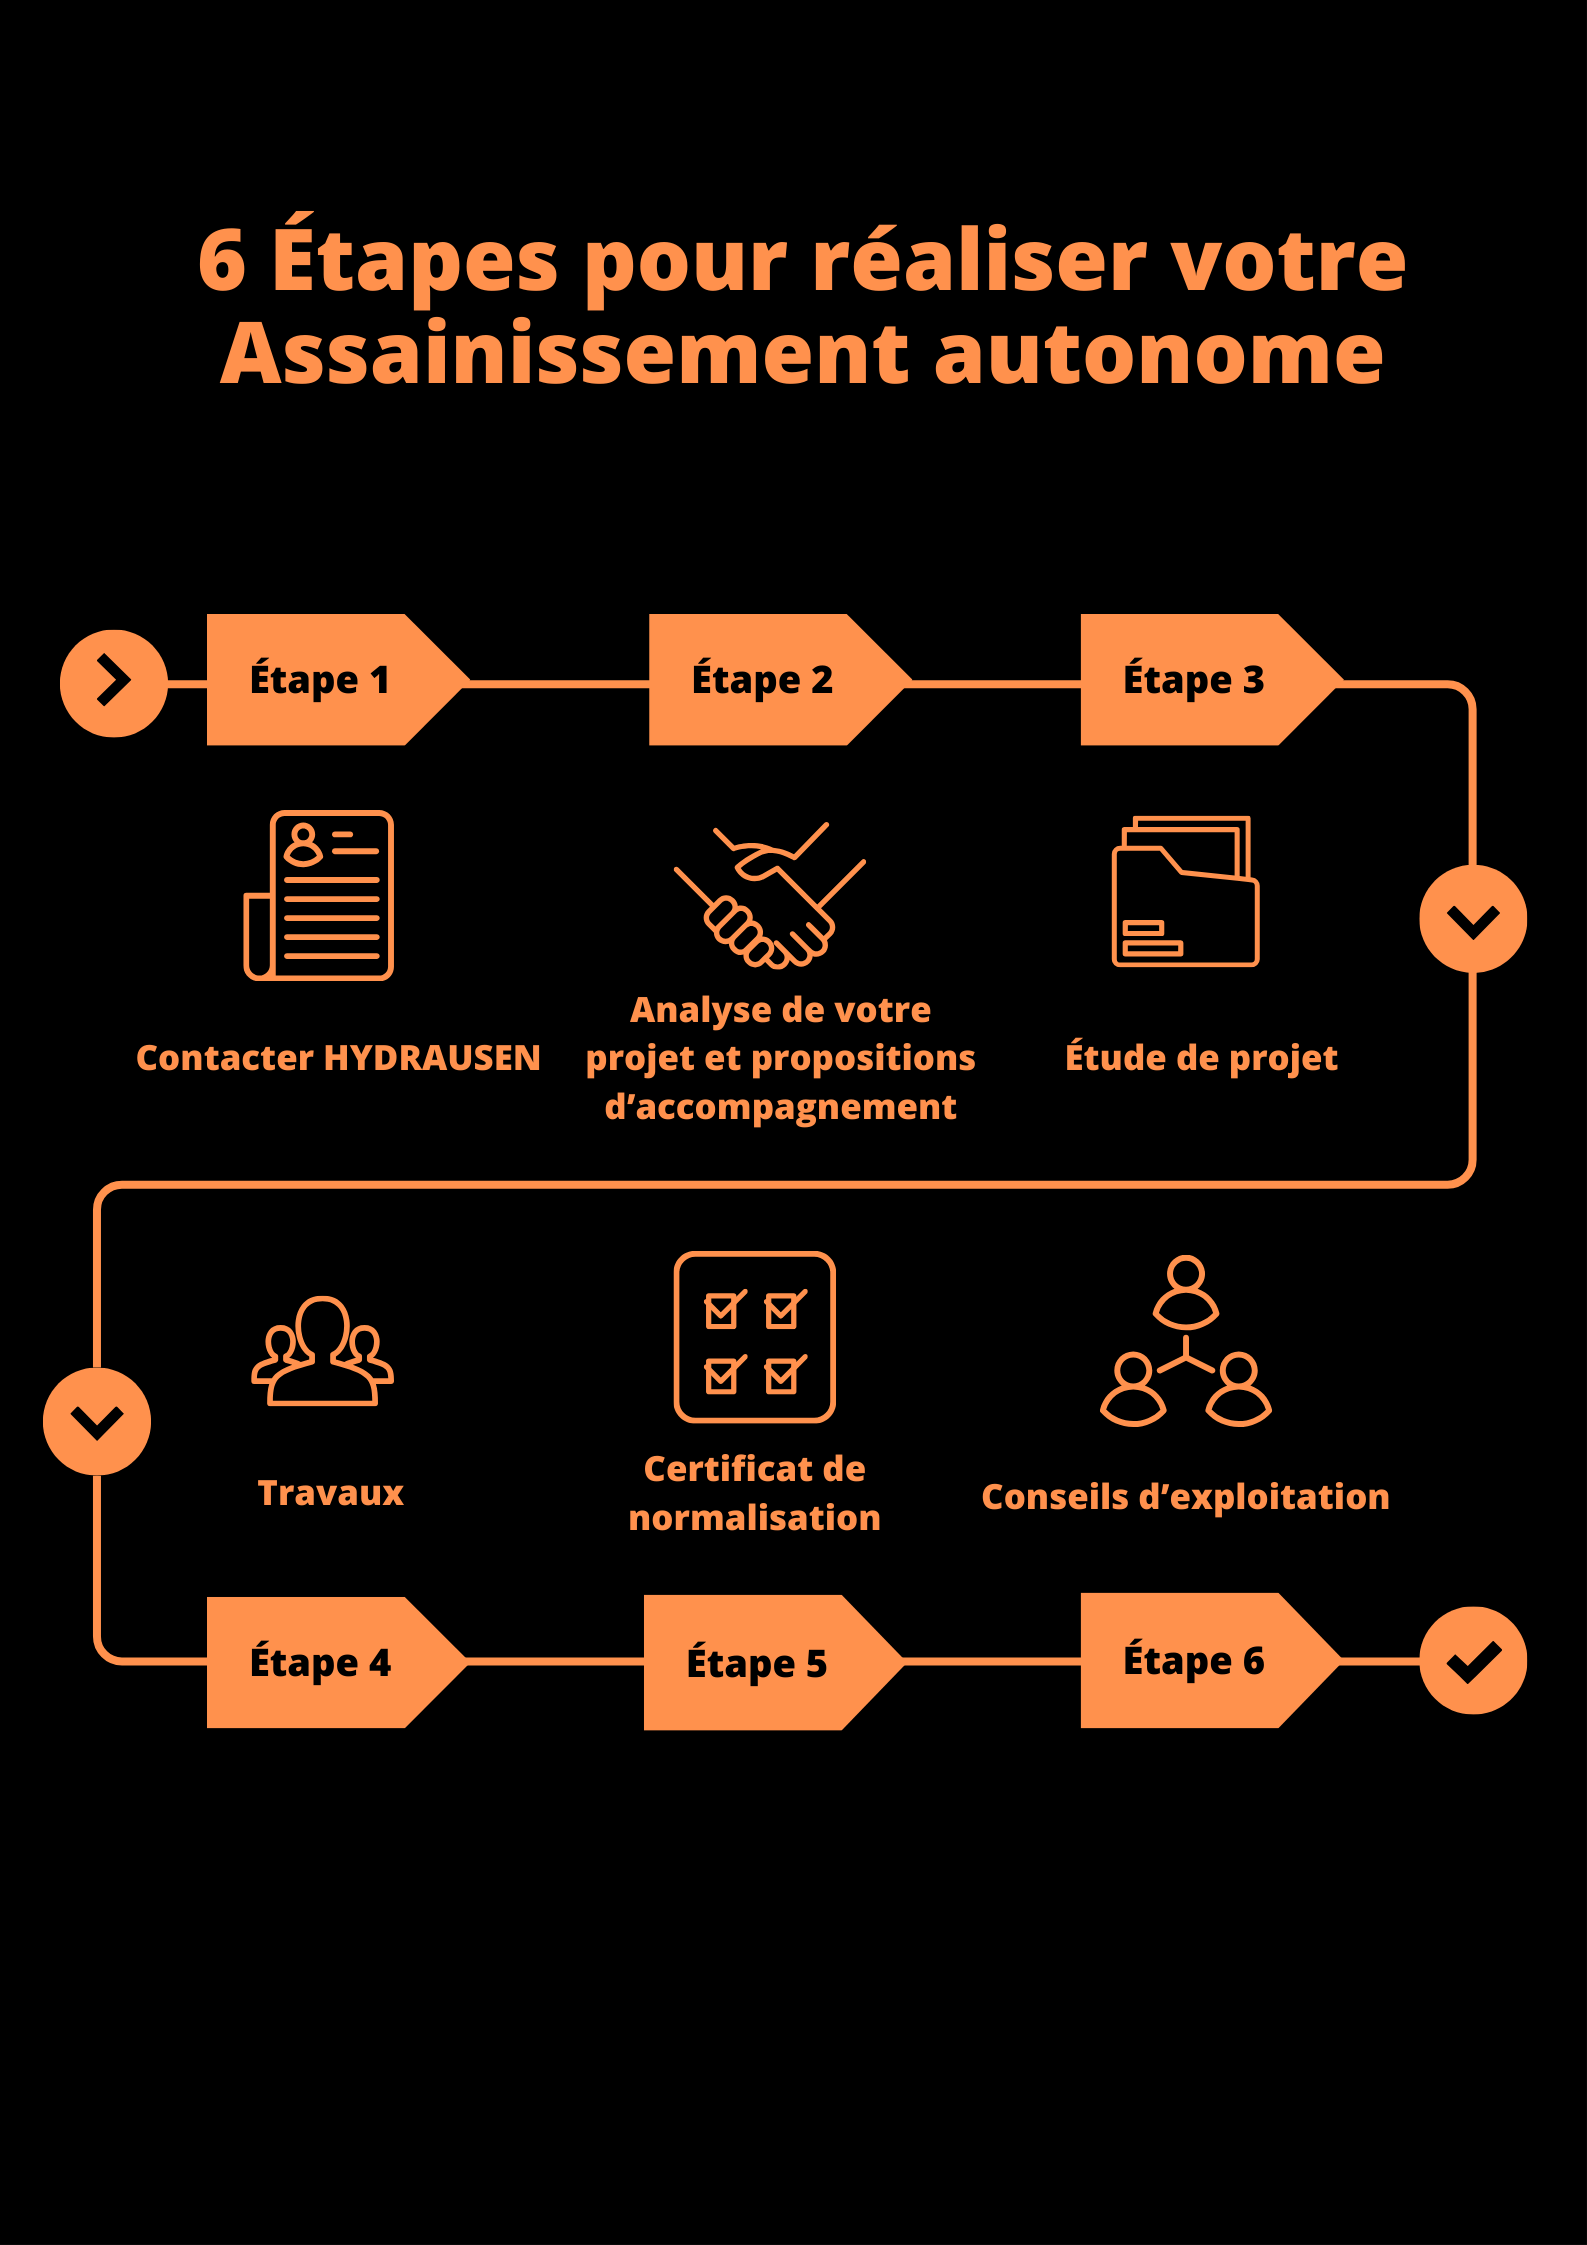 6 Étapes pour réaliser votre
Assainissement autonome
Étape 1
Étape 2
Étape 3
Contacter HYDRAUSEN
Analyse de votre
projet et propositions
d’accompagnement
Étude de projet
Travaux
Certificat de
normalisation
Conseils d’exploitation
Étape 4
Étape 5
Étape 6